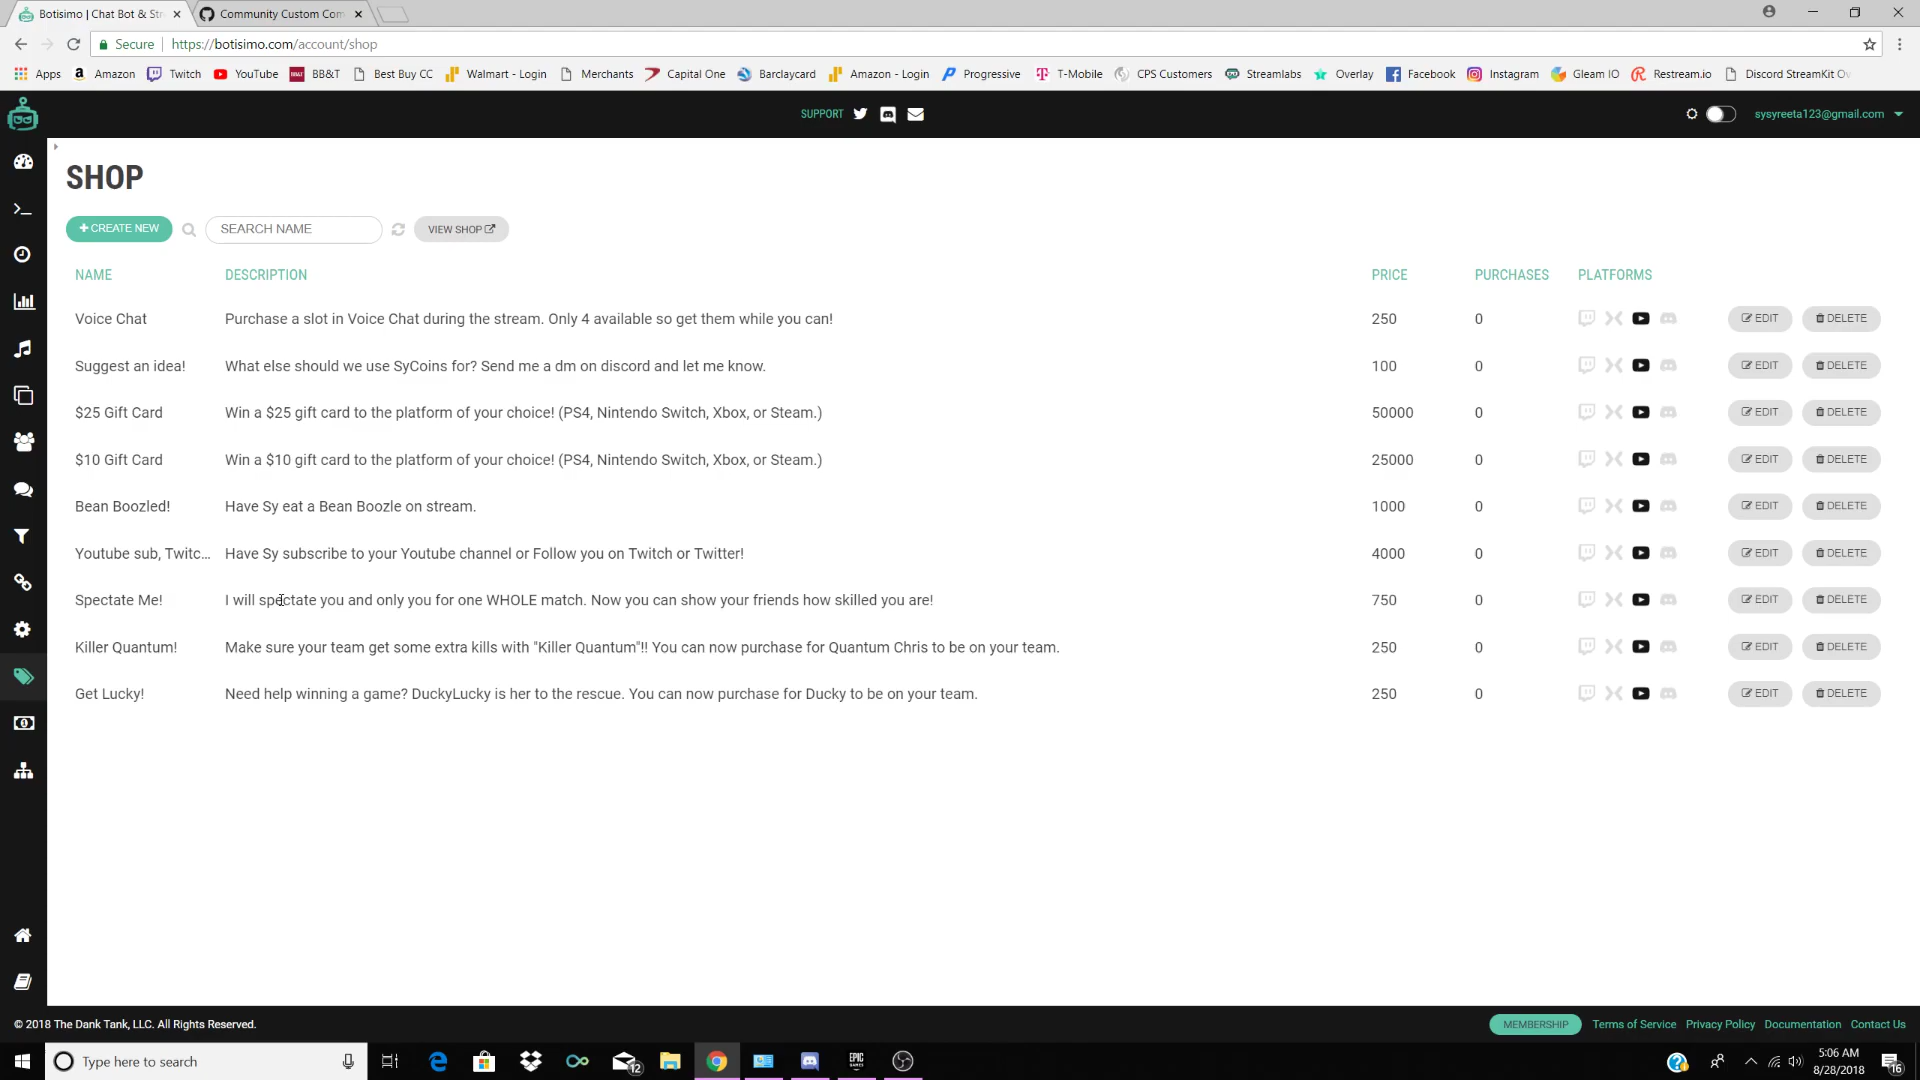 Botisimo | Chat Bot & Str
Community Custom Com
Secure
https://botisimo.com/account/shop
Apps
Amazon
Twitch
YouTube
BB&T
Best Buy CC
Walmart - Login
Merchants
Capital One
Barclaycard
Amazon - Login
Progressive
T-Mobile
CPS Customers
Streamlabs
Overlay
Facebook
Instagram
Gleam IO
Restream.io
Discord StreamKit Ov
SUPPORT
sysyreeta123@gmail.com
SHOP
CREATE NEW
SEARCH NAME
VIEW SHOP
NAME DESCRIPTION PRICE PURCHASES PLATFORMS
Voice Chat Purchase a slot in Voice Chat during the stream. Only 4 available so get them while you can! 250 0 EDIT DELETE
Suggest an idea! What else should we use SyCoins for? Send me a dm on discord and let me know. 100 0 EDIT DELETE
$25 Gift Card Win a $25 gift card to the platform of your choice! (PS4, Nintendo Switch, Xbox, or Steam.) 50000 0 EDIT DELETE
$10 Gift Card Win a $10 gift card to the platform of your choice! (PS4, Nintendo Switch, Xbox, or Steam.) 25000 0 EDIT DELETE
Bean Boozled! Have Sy eat a Bean Boozle on stream. 1000 0 EDIT DELETE
Youtube sub, Twitc... Have Sy subscribe to your Youtube channel or Follow you on Twitch or Twitter! 4000 0 EDIT DELETE
Spectate Me! I will spectate you and only you for one WHOLE match. Now you can show your friends how skilled you are! 750 0 EDIT DELETE
Killer Quantum! Make sure your team get some extra kills with "Killer Quantum"!! You can now purchase for Quantum Chris to be on your team. 250 0 EDIT DELETE
Get Lucky! Need help winning a game? DuckyLucky is her to the rescue. You can now purchase for Ducky to be on your team. 250 0 EDIT DELETE
© 2018 The Dank Tank, LLC. All Rights Reserved.
MEMBERSHIP
Terms of Service
Privacy Policy
Documentation
Contact Us
Type here to search
12
EPIC GAMES
5:06 AM
8/28/2018
16